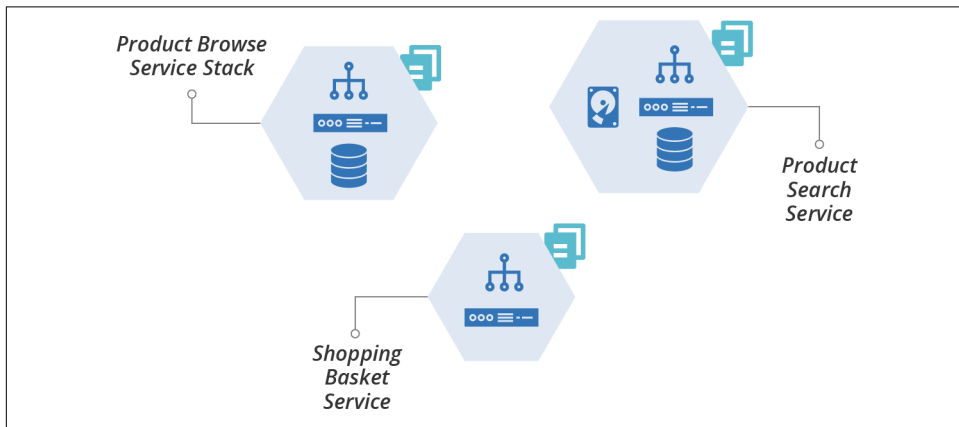 Product Browse
Service Stack
Product
Search
Service
Shopping
Basket
Service